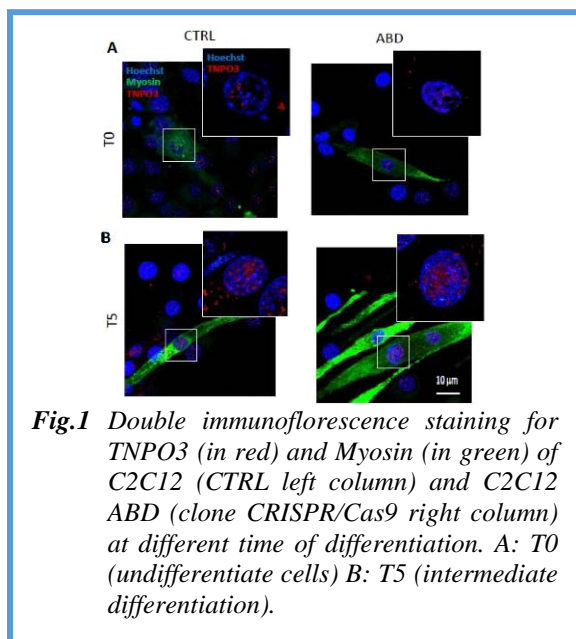 CTRL
ABD
A
Hoechst
Myosin
TNPO3
Hoechst
Myosin
TNPO3
T0
B
T5
10 µm
Fig.1 Double immunoflorescence staining for
TNPO3 (in red) and Myosin (in green) of
C2C12 (CTRL left column) and C2C12
ABD (clone CRISPR/Cas9 right column)
at different time of differentiation. A: T0
(undifferentiate cells) B: T5 (intermediate
differentiation).